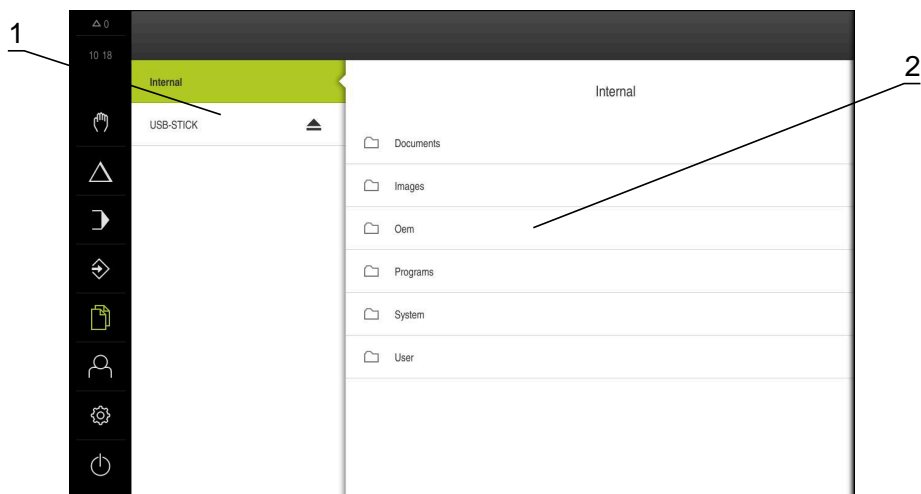 1
0
10 18
Internal
USB-STICK
Internal
2
Documents
Images
Oem
Programs
System
User